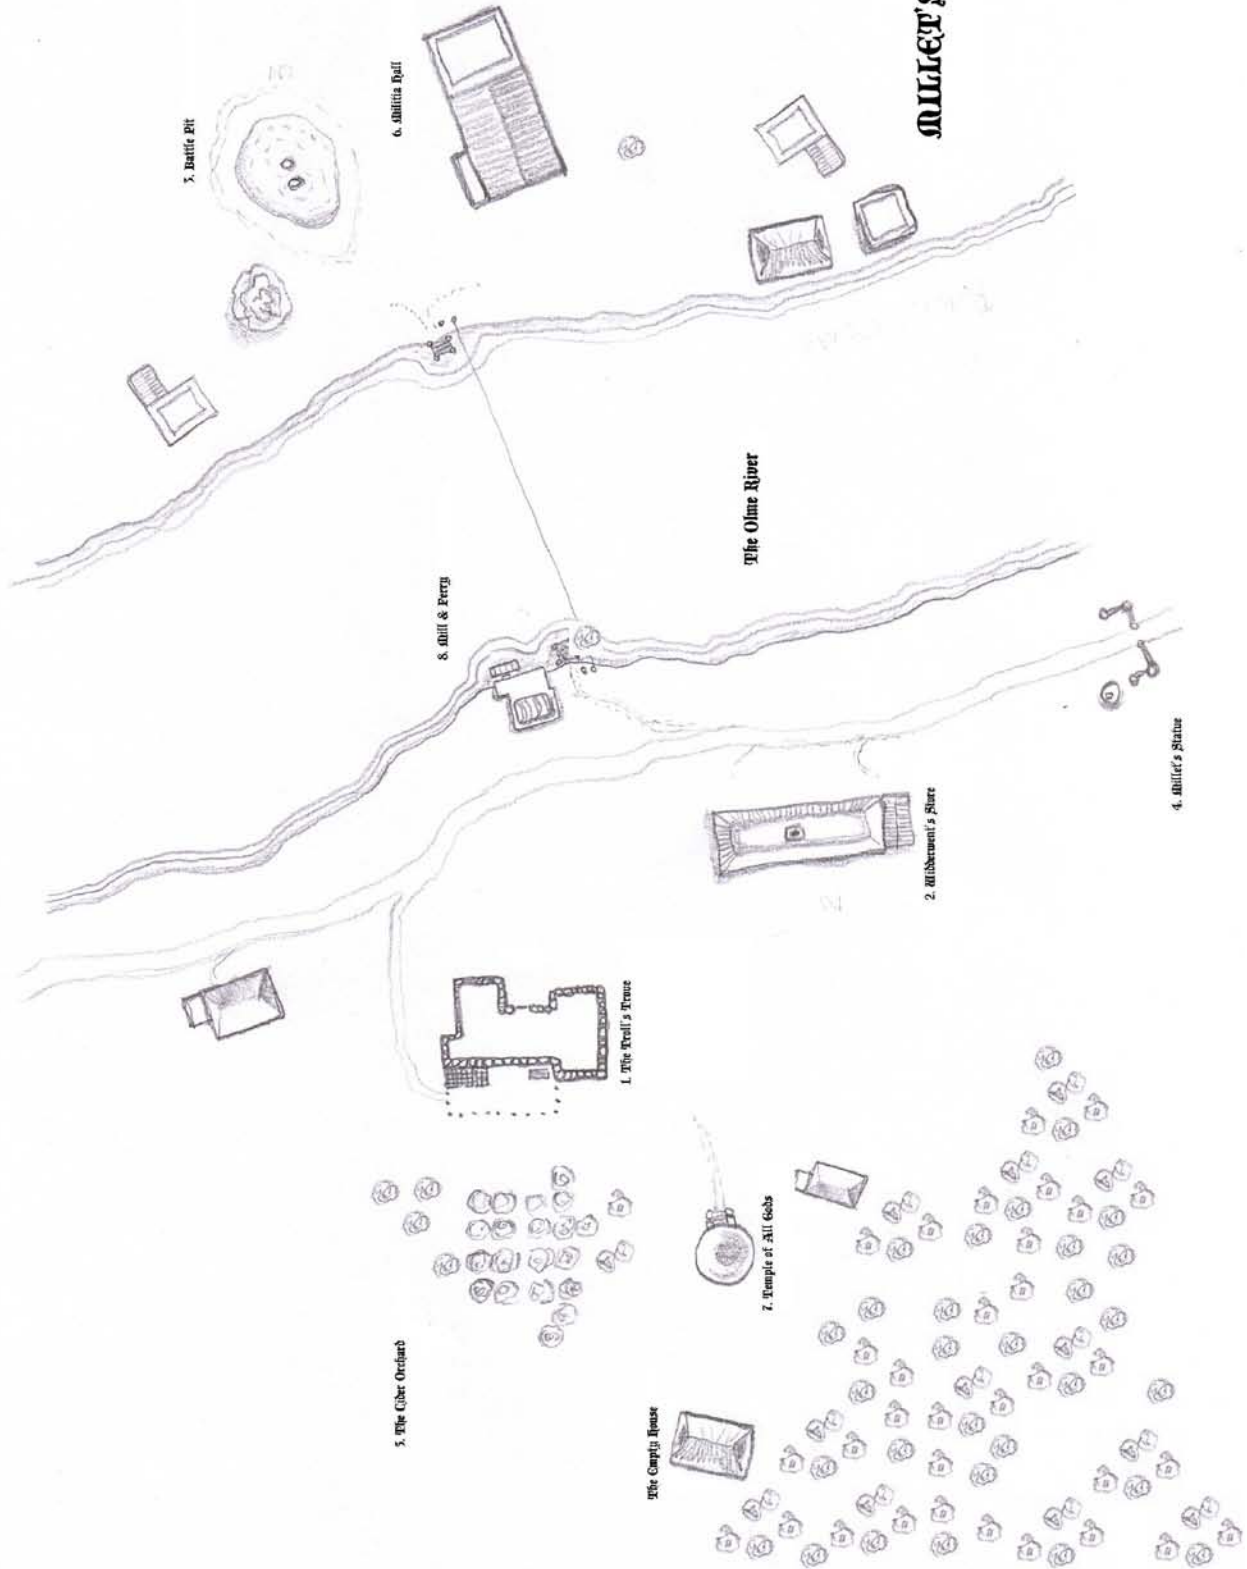 5. Battle Pit
6. Militia Hall
3. The Cider Orchard
8. Mill & Ferry
1. The Troll's Trove
The Empty House
The Olme River
7. Temple of All Gods
2. Midderwent's Store
MILLET'S
4. Millet's Statue